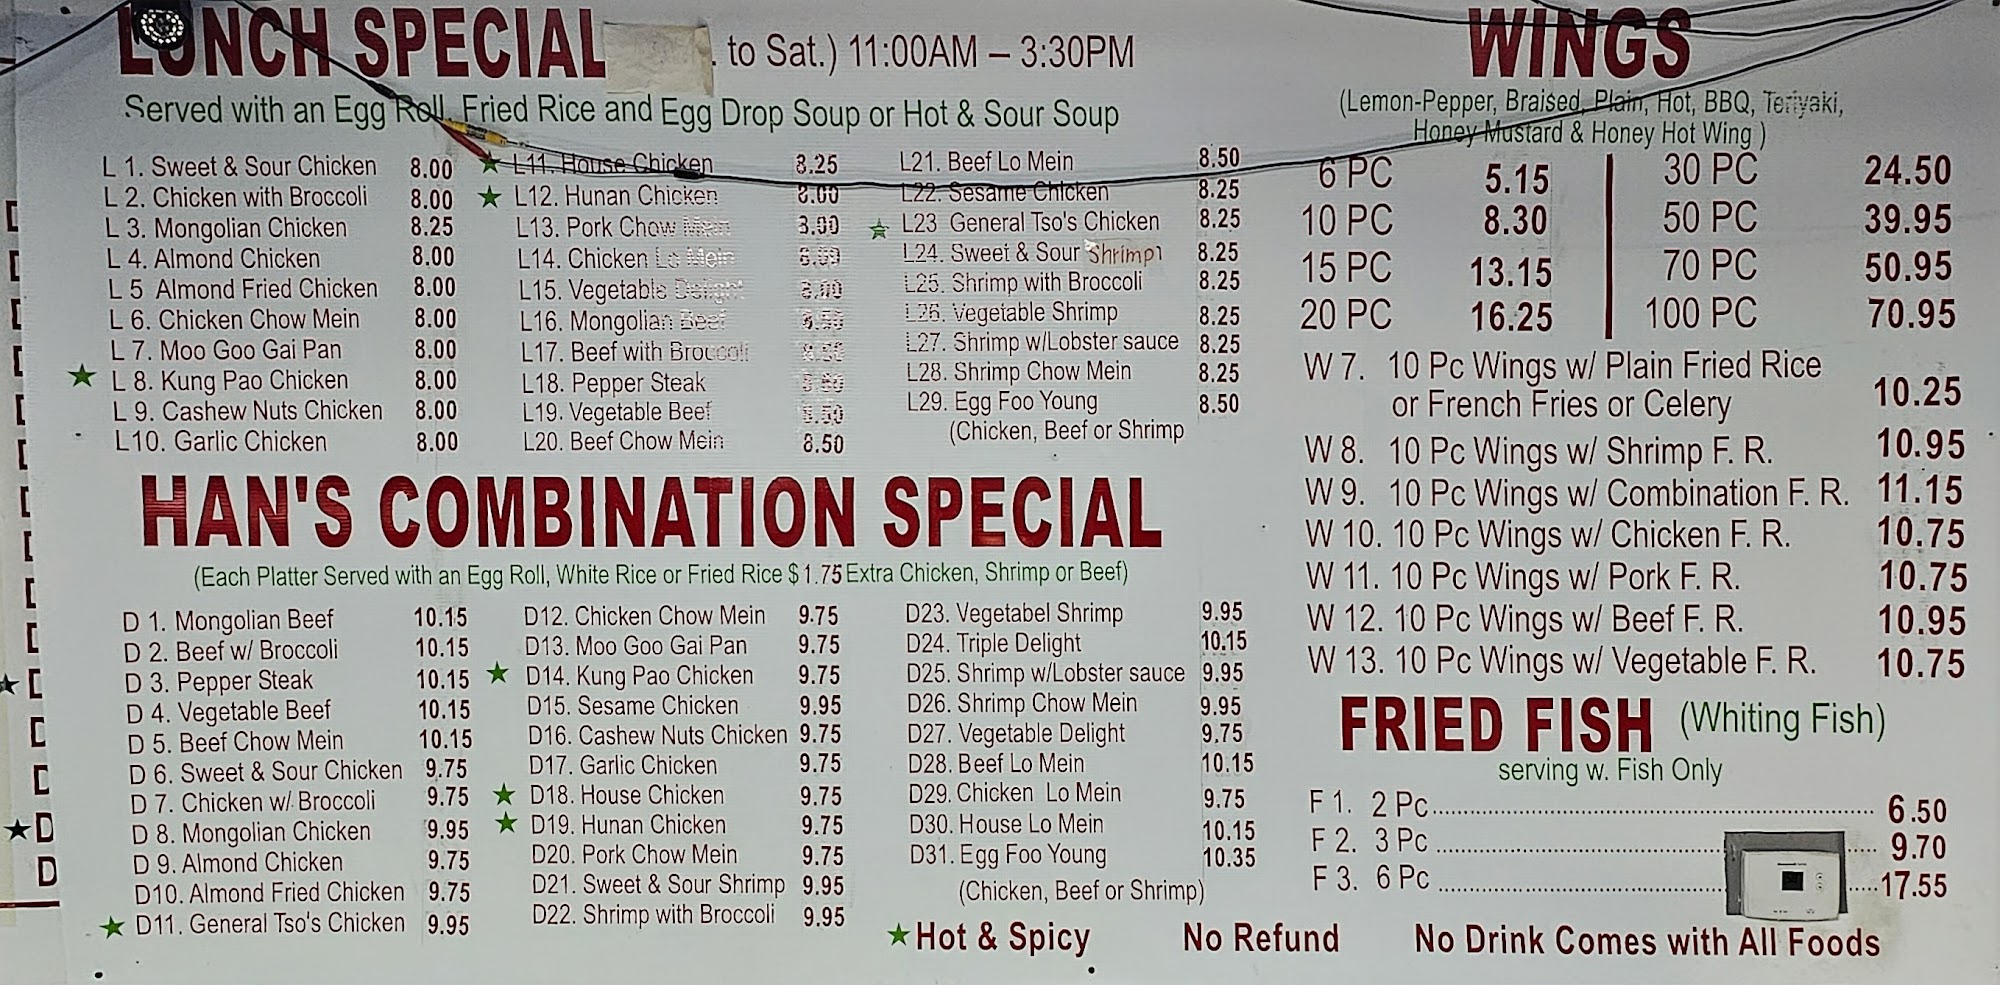 LUNCH SPECIAL . to Sat.) 11:00AM – 3:30PM
Served with an Egg Roll, Fried Rice and Egg Drop Soup or Hot & Sour Soup
L 1. Sweet & Sour Chicken 8.00
L 2. Chicken with Broccoli 8.00
L 3. Mongolian Chicken 8.25
L 4. Almond Chicken 8.00
L 5 Almond Fried Chicken 8.00
L 6. Chicken Chow Mein 8.00
L 7. Moo Goo Gai Pan 8.00
★ L 8. Kung Pao Chicken 8.00
L 9. Cashew Nuts Chicken 8.00
L10. Garlic Chicken 8.00
★ L11. House Chicken 8.25
★ L12. Hunan Chicken 8.00
L13. Pork Chow Mein
L14. Chicken Lo Mein
L15. Vegetable Delight
L16. Mongolian Beef
L17. Beef with Broccoli
L18. Pepper Steak
L19. Vegetable Beef
L20. Beef Chow Mein 8.50
L21. Beef Lo Mein 8.50
L22. Sesame Chicken 8.25
★ L23 General Tso's Chicken 8.25
L24. Sweet & Sour Shrimp 8.25
L25. Shrimp with Broccoli 8.25
L26. Vegetable Shrimp 8.25
L27. Shrimp w/Lobster sauce 8.25
L28. Shrimp Chow Mein 8.25
L29. Egg Foo Young 8.50
(Chicken, Beef or Shrimp
HAN'S COMBINATION SPECIAL
(Each Platter Served with an Egg Roll, White Rice or Fried Rice $1.75 Extra Chicken, Shrimp or Beef)
D 1. Mongolian Beef 10.15
D 2. Beef w/ Broccoli 10.15
D 3. Pepper Steak 10.15
D 4. Vegetable Beef 10.15
D 5. Beef Chow Mein 10.15
D 6. Sweet & Sour Chicken 9.75
D 7. Chicken w/ Broccoli 9.75
D 8. Mongolian Chicken 9.95
D 9. Almond Chicken 9.75
D10. Almond Fried Chicken 9.75
★ D11. General Tso's Chicken 9.95
D12. Chicken Chow Mein 9.75
D13. Moo Goo Gai Pan 9.75
★ D14. Kung Pao Chicken 9.75
D15. Sesame Chicken 9.95
D16. Cashew Nuts Chicken 9.75
D17. Garlic Chicken 9.75
★ D18. House Chicken 9.75
★ D19. Hunan Chicken 9.75
D20. Pork Chow Mein 9.75
D21. Sweet & Sour Shrimp 9.95
D22. Shrimp with Broccoli 9.95
D23. Vegetabel Shrimp 9.95
D24. Triple Delight 10.15
D25. Shrimp w/Lobster sauce 9.95
D26. Shrimp Chow Mein 9.95
D27. Vegetable Delight 9.75
D28. Beef Lo Mein 10.15
D29. Chicken Lo Mein 9.75
D30. House Lo Mein 10.15
D31. Egg Foo Young 10.35
(Chicken, Beef or Shrimp)
WINGS
(Lemon-Pepper, Braised, Plain, Hot, BBQ, Teriyaki,
Honey Mustard & Honey Hot Wing )
6 PC 5.15 30 PC 24.50
10 PC 8.30 50 PC 39.95
15 PC 13.15 70 PC 50.95
20 PC 16.25 100 PC 70.95
W 7. 10 Pc Wings w/ Plain Fried Rice
or French Fries or Celery 10.25
W 8. 10 Pc Wings w/ Shrimp F. R. 10.95
W 9. 10 Pc Wings w/ Combination F. R. 11.15
W 10. 10 Pc Wings w/ Chicken F. R. 10.75
W 11. 10 Pc Wings w/ Pork F. R. 10.75
W 12. 10 Pc Wings w/ Beef F. R. 10.95
W 13. 10 Pc Wings w/ Vegetable F. R. 10.75
FRIED FISH (Whiting Fish)
serving w. Fish Only
F 1. 2 Pc 6.50
F 2. 3 Pc 9.70
F 3. 6 Pc 17.55
★ Hot & Spicy No Refund No Drink Comes with All Foods